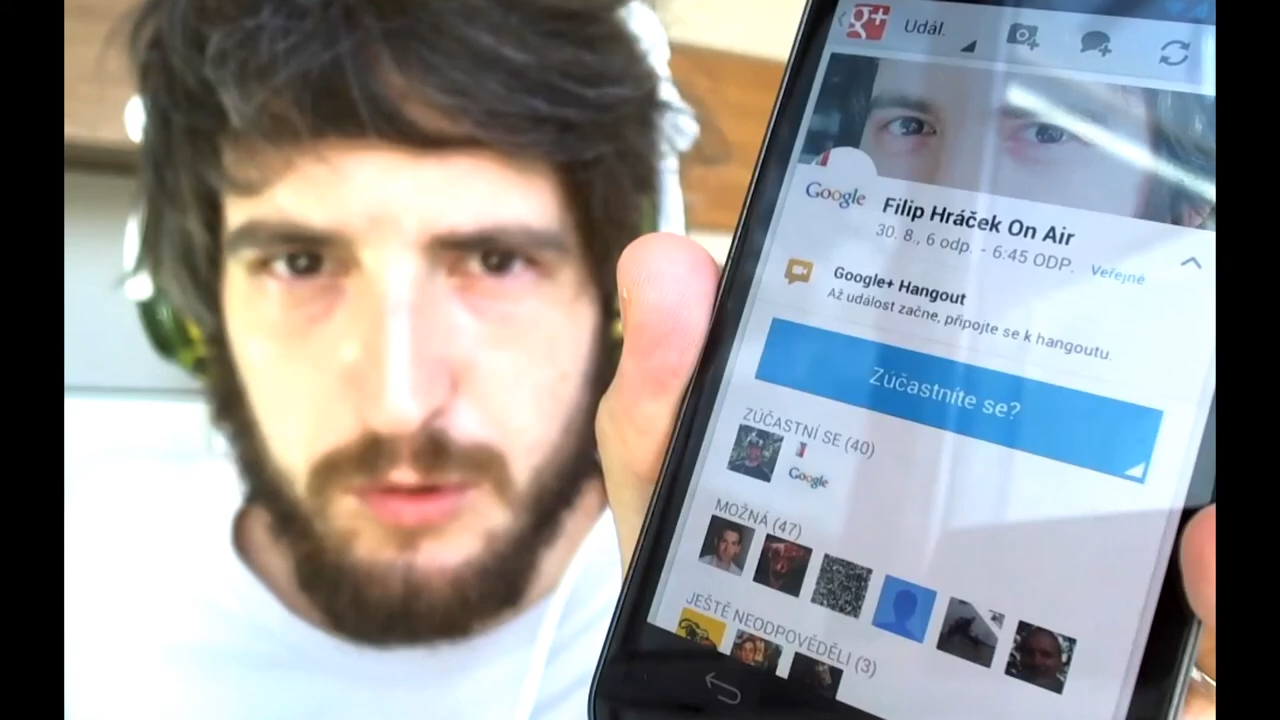 g+ Udál.
Google
Filip Hráček On Air
30. 8., 6 odp. - 6:45 ODP. Veřejné
Google+ Hangout
Až událost začne, připojte se k hangoutu.
Zúčastníte se?
ZÚČASTNÍ SE (40)
Google
MOŽNÁ (47)
JEŠTĚ NEODPOVĚDĚLI (3)